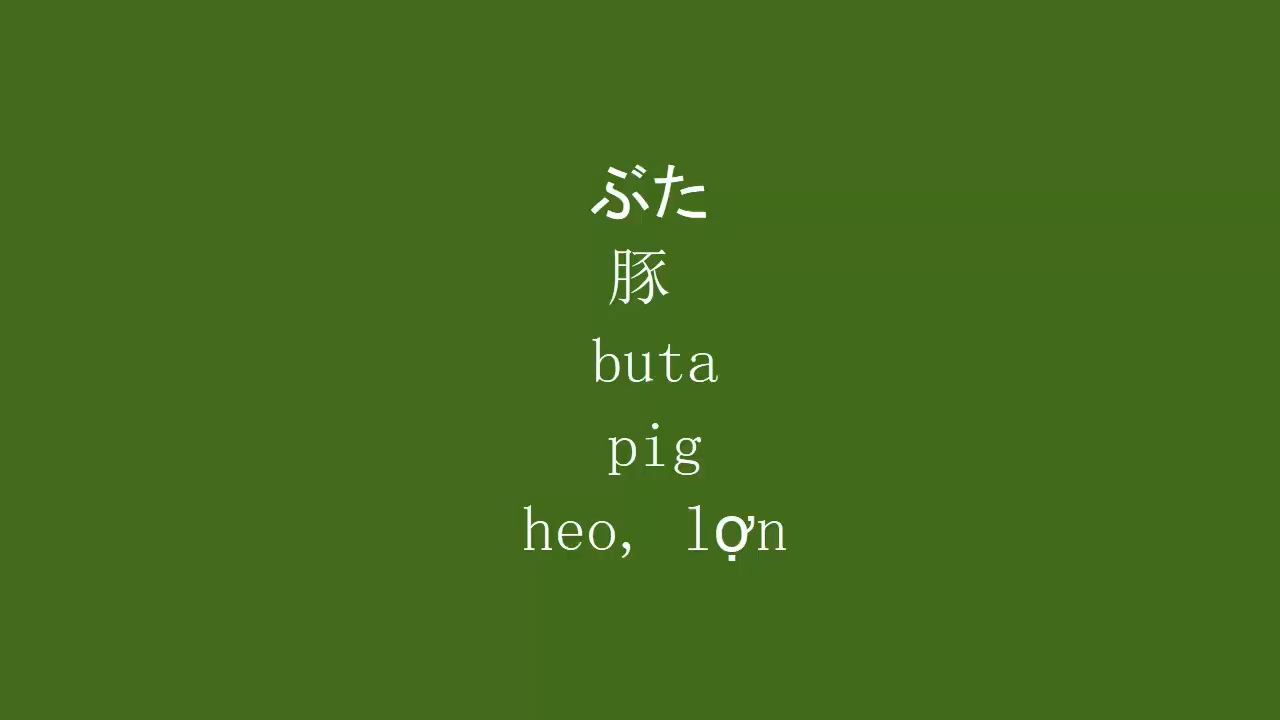 ぶた
豚
buta
pig
heo, lợn